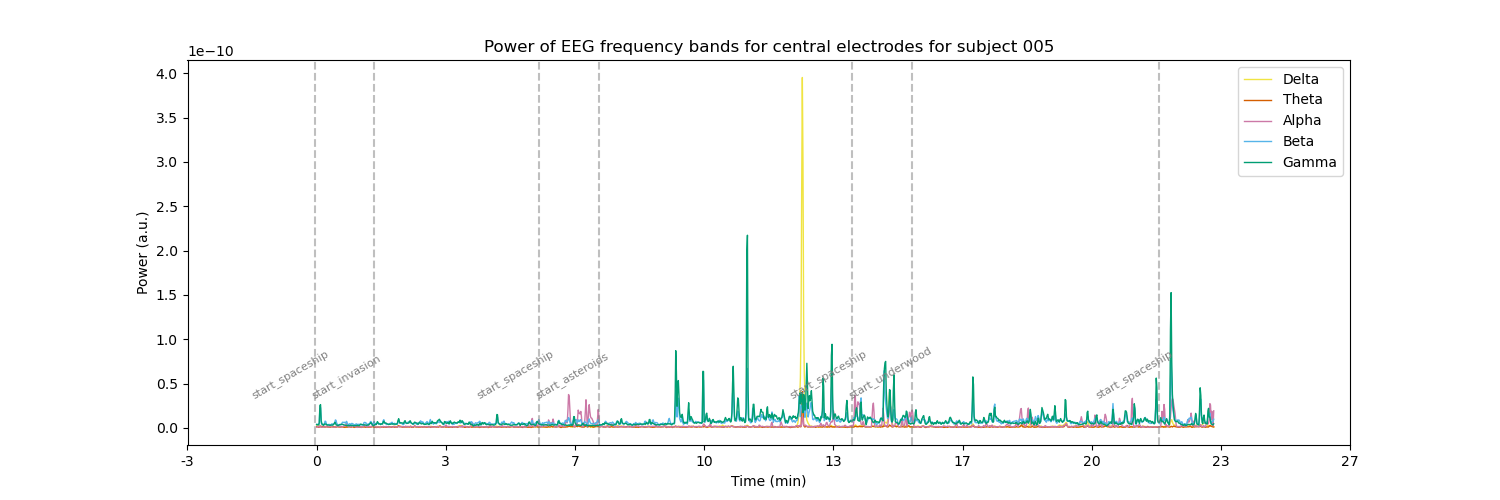 Power of EEG frequency bands for central electrodes for subject 005
1e−10
4.0
3.5
3.0
2.5
2.0
1.5
1.0
0.5
0.0
Power (a.u.)
Delta
Theta
Alpha
Beta
Gamma
start_spaceship
start_invasion
start_spaceship
start_asteroids
start_spaceship
start_underwood
start_spaceship
-3
0
3
7
10
13
17
20
23
27
Time (min)